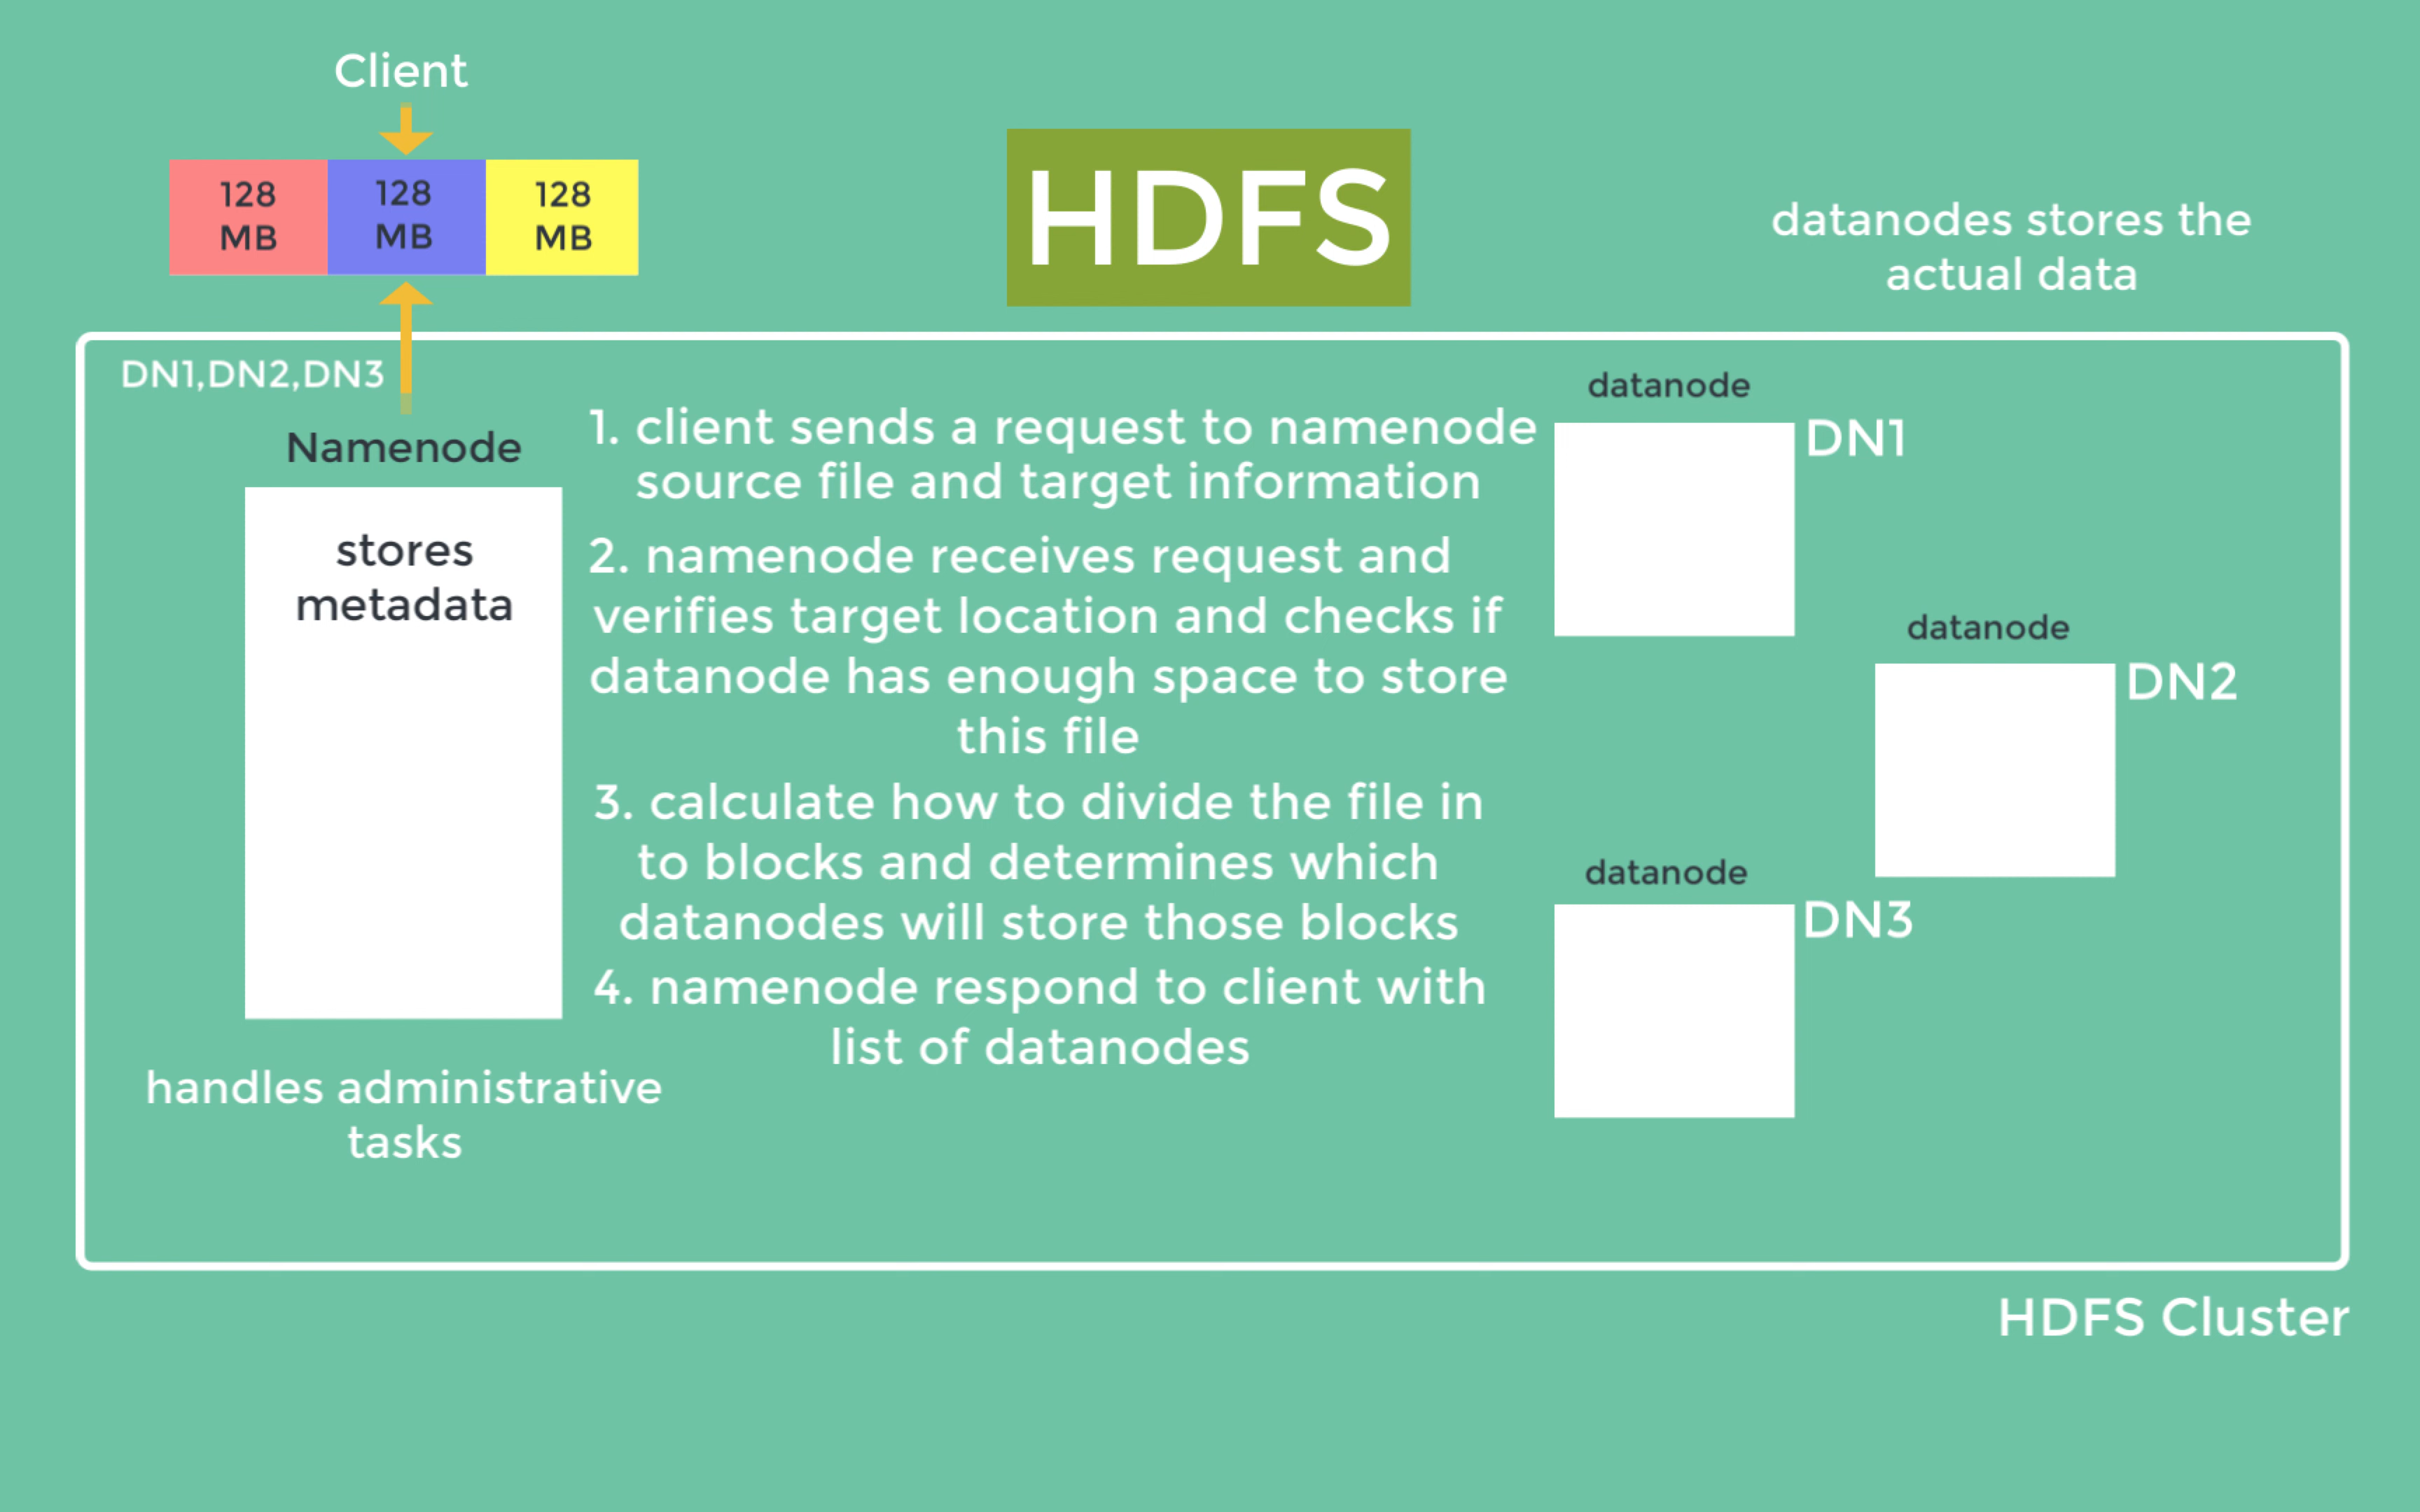 Client
128
MB
128
MB
128
MB
HDFS
datanodes stores the
actual data
DN1,DN2,DN3
Namenode
stores
metadata
handles administrative
tasks
1. client sends a request to namenode
source file and target information
2. namenode receives request and
verifies target location and checks if
datanode has enough space to store
this file
3. calculate how to divide the file in
to blocks and determines which
datanodes will store those blocks
4. namenode respond to client with
list of datanodes
datanode
DN1
datanode
DN2
datanode
DN3
HDFS Cluster